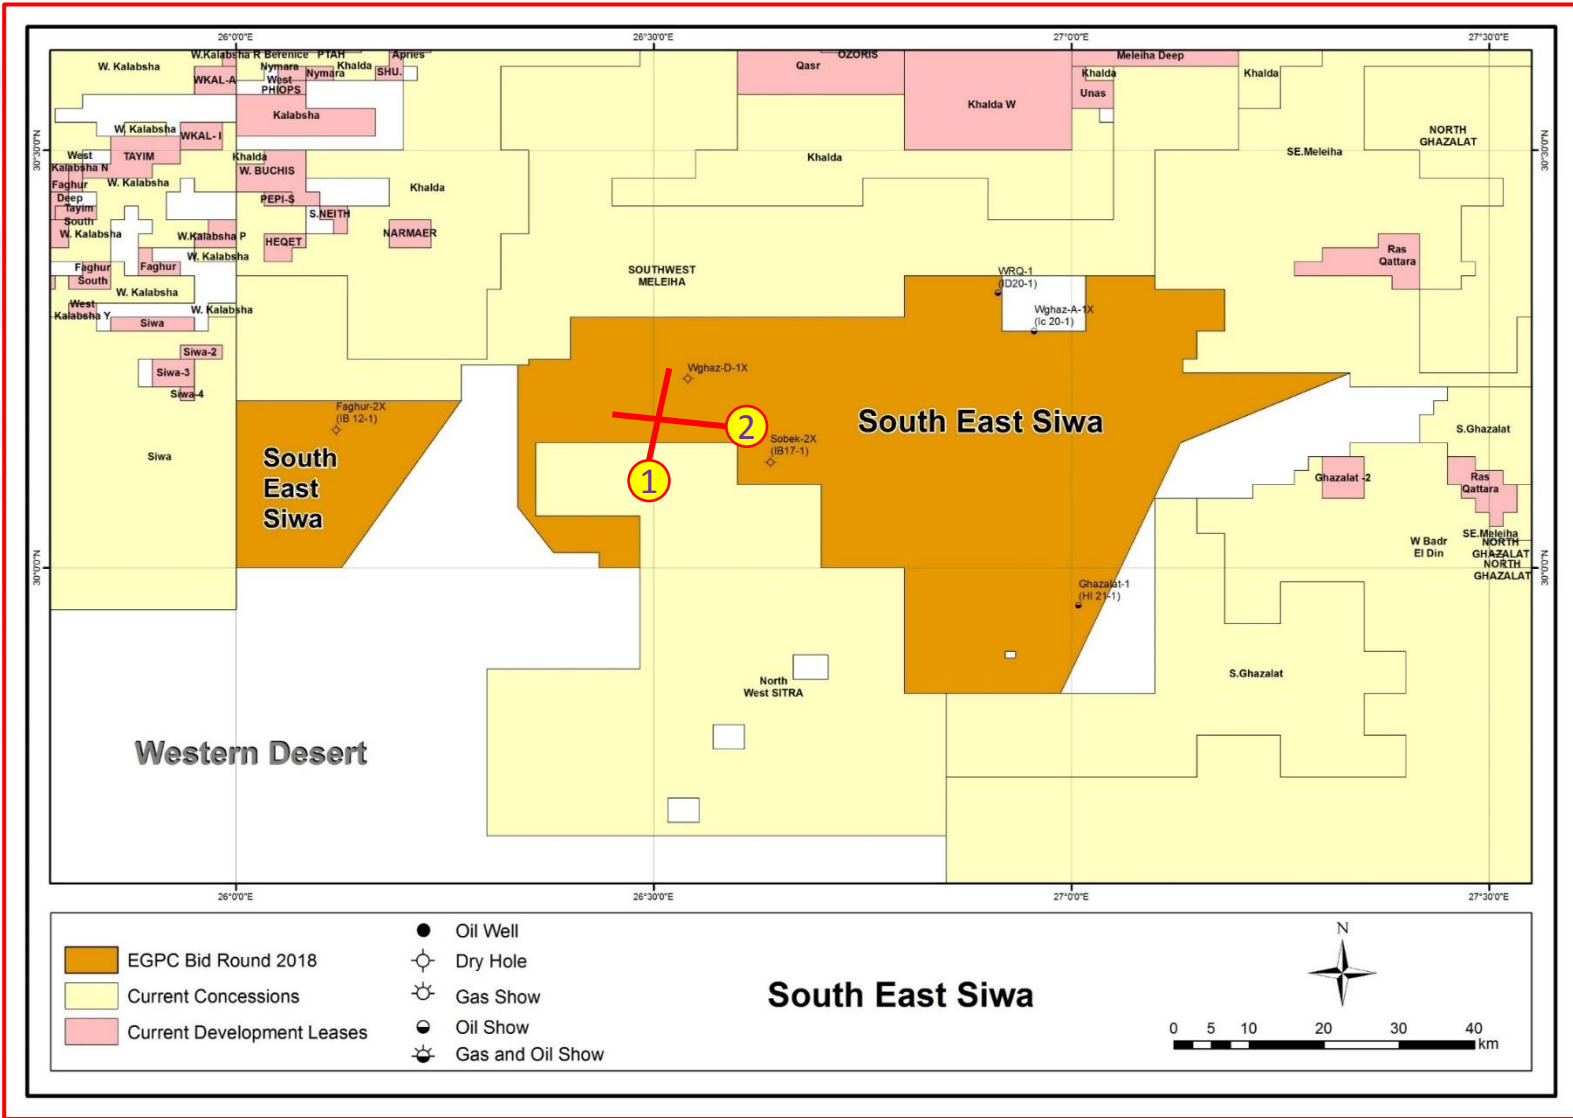 26°0'0"E
26°30'0"E
27°0'0"E
27°30'0"E
W. Kalabsha
W.Kalabsha R
Berenice
PTAH
Apries
Nymara
Khalda
WKAL-A
West
Nymara
SHU.
PHIOPS
Kalabsha
Qasr
OZORIS
Khalda W
Meleiha Deep
Khalda
Khalda
Unas
W. Kalabsha
WKAL- I
NORTH
GHAZALAT
SE.Meleiha
30°30'0"N
30°30'0"N
West
Kalabsha N
TAYIM
Khalda
W. BUCHIS
Khalda
Khalda
Faghur
Deep
W. Kalabsha
PEPI-S
Tayim
South
S.NEITH
W. Kalabsha
W.Kalabsha P
HEQET
NARMAER
Ras
Qattara
W. Kalabsha
Faghur
South
Faghur
SOUTHWEST
MELEIHA
WRQ-1
(ID20-1)
W. Kalabsha
West
Kalabsha Y
W. Kalabsha
Siwa
Wghaz-A-1X
(Ic 20-1)
Siwa-2
Siwa-3
Siwa-4
Wghaz-D-1X
Faghur-2X
(IB 12-1)
South East Siwa
2
Sobek-2X
(IB17-1)
S.Ghazalat
Siwa
South
East
Siwa
1
Ghazalat -2
Ras
Qattara
SE.Meleiha
W Badr
El Din
NORTH
GHAZALAT
NORTH
GHAZALAT
30°0'0"N
30°0'0"N
Ghazalat-1
(HI 21-1)
North
West SITRA
S.Ghazalat
Western Desert
26°0'0"E
26°30'0"E
27°0'0"E
27°30'0"E
EGPC Bid Round 2018
Current Concessions
Current Development Leases
Oil Well
Dry Hole
Gas Show
Oil Show
Gas and Oil Show
South East Siwa
N
0 5 10 20 30 40
km